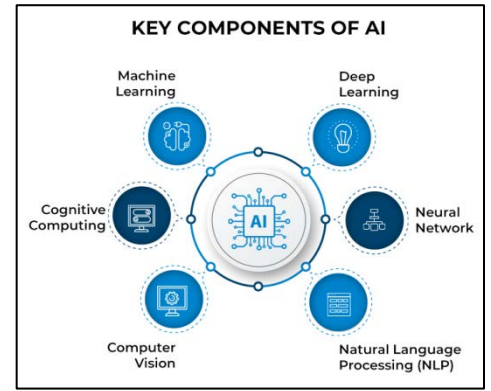 KEY COMPONENTS OF AI
Machine
Learning
Deep
Learning
Cognitive
Computing
AI
Neural
Network
Computer
Vision
Natural Language
Processing (NLP)